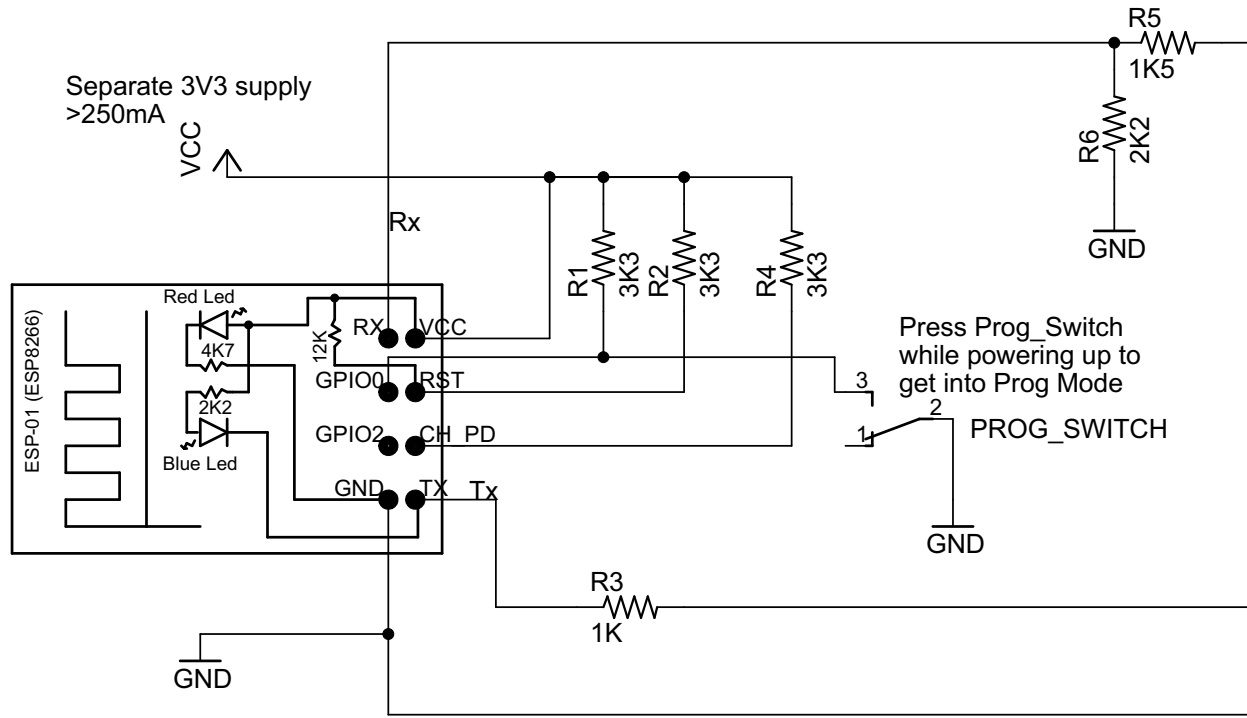 R5
1K5
Separate 3V3 supply
>250mA
VCC
R6
2K2
GND
Rx
R1
3K3
R2
3K3
R4
3K3
ESP-01 (ESP8266)
Red Led
4K7
2K2
Blue Led
12K
RX
VCC
GPIO0
RST
GPIO2
CH_PD
GND
TX
Tx
Press Prog_Switch
while powering up to
get into Prog Mode
3
2
1
PROG_SWITCH
GND
R3
1K
GND